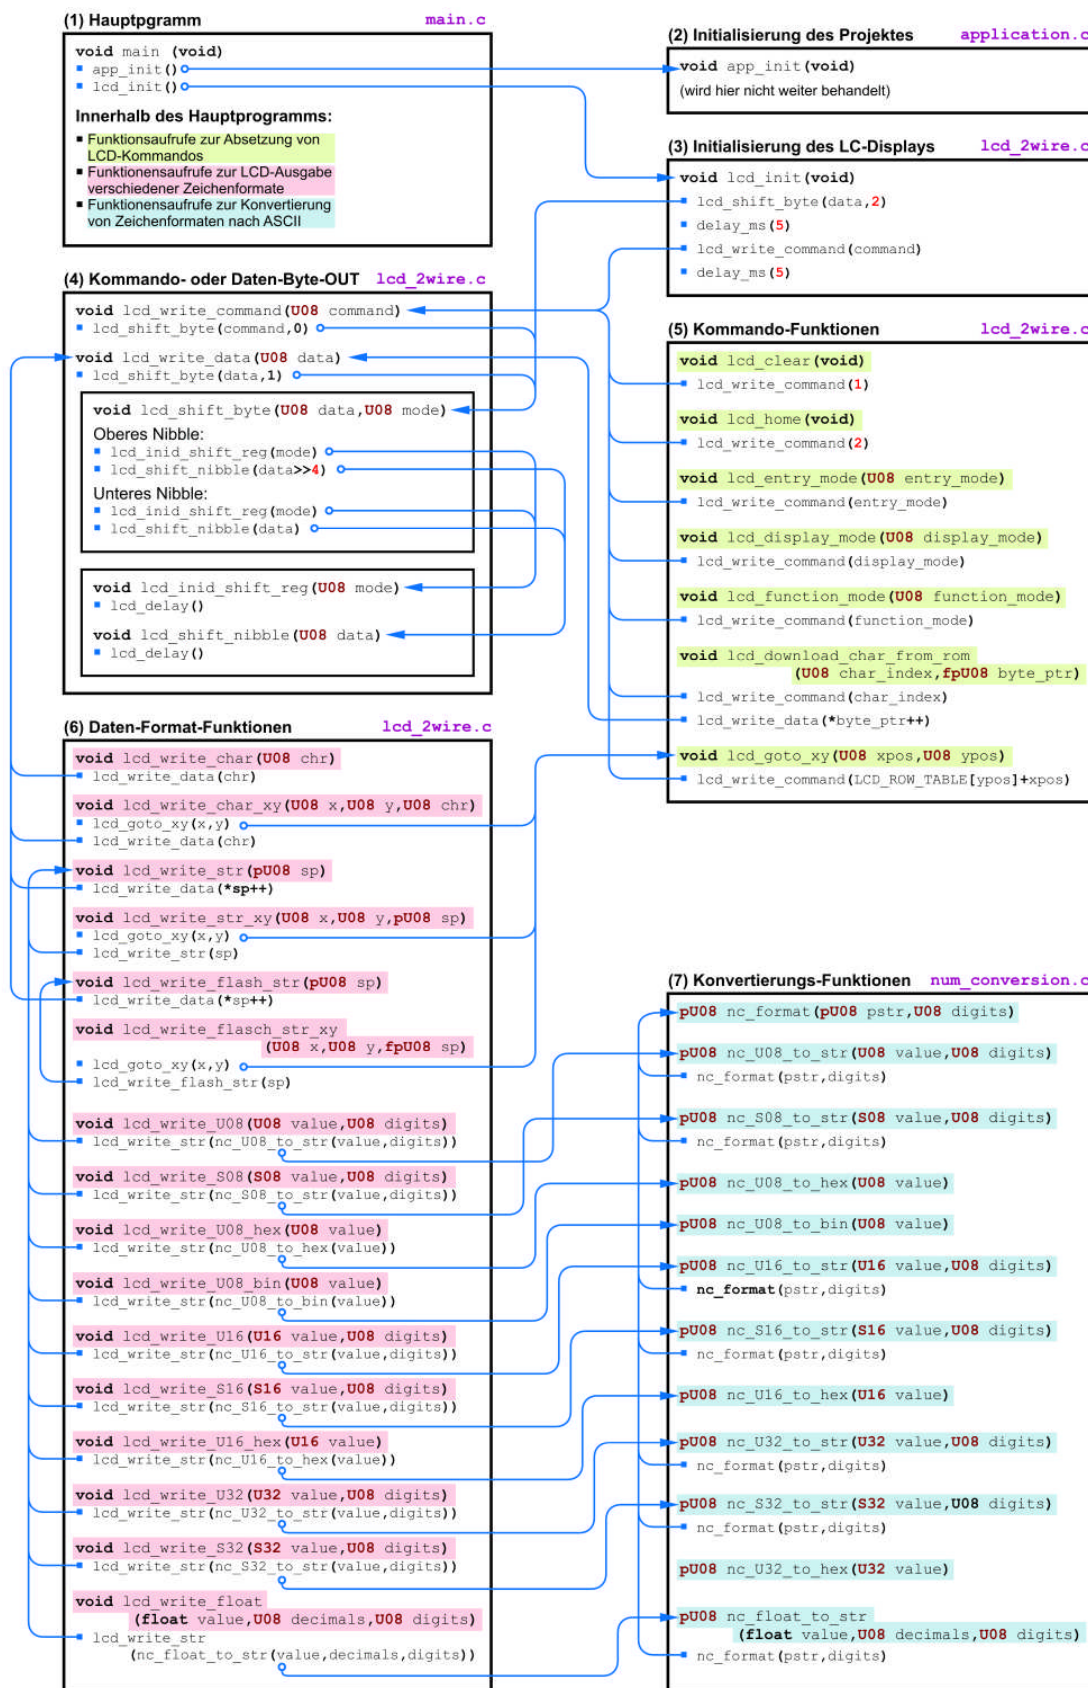 (1) Hauptpgramm main.c
void main (void)
app_init()
lcd_init()
Innerhalb des Hauptprogramms:
Funktionsaufrufe zur Absetzung von
LCD-Kommandos
Funktionensaufrufe zur LCD-Ausgabe
verschiedener Zeichenformate
Funktionensaufrufe zur Konvertierung
von Zeichenformaten nach ASCII
(2) Initialisierung des Projektes application.c
void app_init(void)
(wird hier nicht weiter behandelt)
(3) Initialisierung des LC-Displays lcd_2wire.c
void lcd_init(void)
lcd_shift_byte(data,2)
delay_ms(5)
lcd_write_command(command)
delay_ms(5)
(4) Kommando- oder Daten-Byte-OUT lcd_2wire.c
void lcd_write_command(U08 command)
lcd_shift_byte(command,0)
void lcd_write_data(U08 data)
lcd_shift_byte(data,1)
void lcd_shift_byte(U08 data,U08 mode)
Oberes Nibble:
lcd_inid_shift_reg(mode)
lcd_shift_nibble(data>>4)
Unteres Nibble:
lcd_inid_shift_reg(mode)
lcd_shift_nibble(data)
void lcd_inid_shift_reg(U08 mode)
lcd_delay()
void lcd_shift_nibble(U08 data)
lcd_delay()
(5) Kommando-Funktionen lcd_2wire.c
void lcd_clear(void)
lcd_write_command(1)
void lcd_home(void)
lcd_write_command(2)
void lcd_entry_mode(U08 entry_mode)
lcd_write_command(entry_mode)
void lcd_display_mode(U08 display_mode)
lcd_write_command(display_mode)
void lcd_function_mode(U08 function_mode)
lcd_write_command(function_mode)
void lcd_download_char_from_rom
(U08 char_index,fpU08 byte_ptr)
lcd_write_command(char_index)
lcd_write_data(*byte_ptr++)
void lcd_goto_xy(U08 xpos,U08 ypos)
lcd_write_command(LCD_ROW_TABLE[ypos]+xpos)
(6) Daten-Format-Funktionen lcd_2wire.c
void lcd_write_char(U08 chr)
lcd_write_data(chr)
void lcd_write_char_xy(U08 x,U08 y,U08 chr)
lcd_goto_xy(x,y)
lcd_write_data(chr)
void lcd_write_str(pU08 sp)
lcd_write_data(*sp++)
void lcd_write_str_xy(U08 x,U08 y,pU08 sp)
lcd_goto_xy(x,y)
lcd_write_str(sp)
void lcd_write_flash_str(pU08 sp)
lcd_write_data(*sp++)
void lcd_write_flasch_str_xy
(U08 x,U08 y,fpU08 sp)
lcd_goto_xy(x,y)
lcd_write_flash_str(sp)
void lcd_write_U08(U08 value,U08 digits)
lcd_write_str(nc_U08_to_str(value,digits))
void lcd_write_S08(S08 value,U08 digits)
lcd_write_str(nc_S08_to_str(value,digits))
void lcd_write_U08_hex(U08 value)
lcd_write_str(nc_U08_to_hex(value))
void lcd_write_U08_bin(U08 value)
lcd_write_str(nc_U08_to_bin(value))
void lcd_write_U16(U16 value,U08 digits)
lcd_write_str(nc_U16_to_str(value,digits))
void lcd_write_S16(S16 value,U08 digits)
lcd_write_str(nc_S16_to_str(value,digits))
void lcd_write_U16_hex(U16 value)
lcd_write_str(nc_U16_to_hex(value))
void lcd_write_U32(U32 value,U08 digits)
lcd_write_str(nc_U32_to_str(value,digits))
void lcd_write_S32(S32 value,U08 digits)
lcd_write_str(nc_S32_to_str(value,digits))
void lcd_write_float
(float value,U08 decimals,U08 digits)
lcd_write_str
(nc_float_to_str(value,decimals,digits))
(7) Konvertierungs-Funktionen num_conversion.c
pU08 nc_format(pU08 pstr,U08 digits)
pU08 nc_U08_to_str(U08 value,U08 digits)
nc_format(pstr,digits)
pU08 nc_S08_to_str(S08 value,U08 digits)
nc_format(pstr,digits)
pU08 nc_U08_to_hex(U08 value)
pU08 nc_U08_to_bin(U08 value)
pU08 nc_U16_to_str(U16 value,U08 digits)
nc_format(pstr,digits)
pU08 nc_S16_to_str(S16 value,U08 digits)
nc_format(pstr,digits)
pU08 nc_U16_to_hex(U16 value)
pU08 nc_U32_to_str(U32 value,U08 digits)
nc_format(pstr,digits)
pU08 nc_S32_to_str(S32 value,U08 digits)
nc_format(pstr,digits)
pU08 nc_U32_to_hex(U32 value)
pU08 nc_float_to_str
(float value,U08 decimals,U08 digits)
nc_format(pstr,digits)